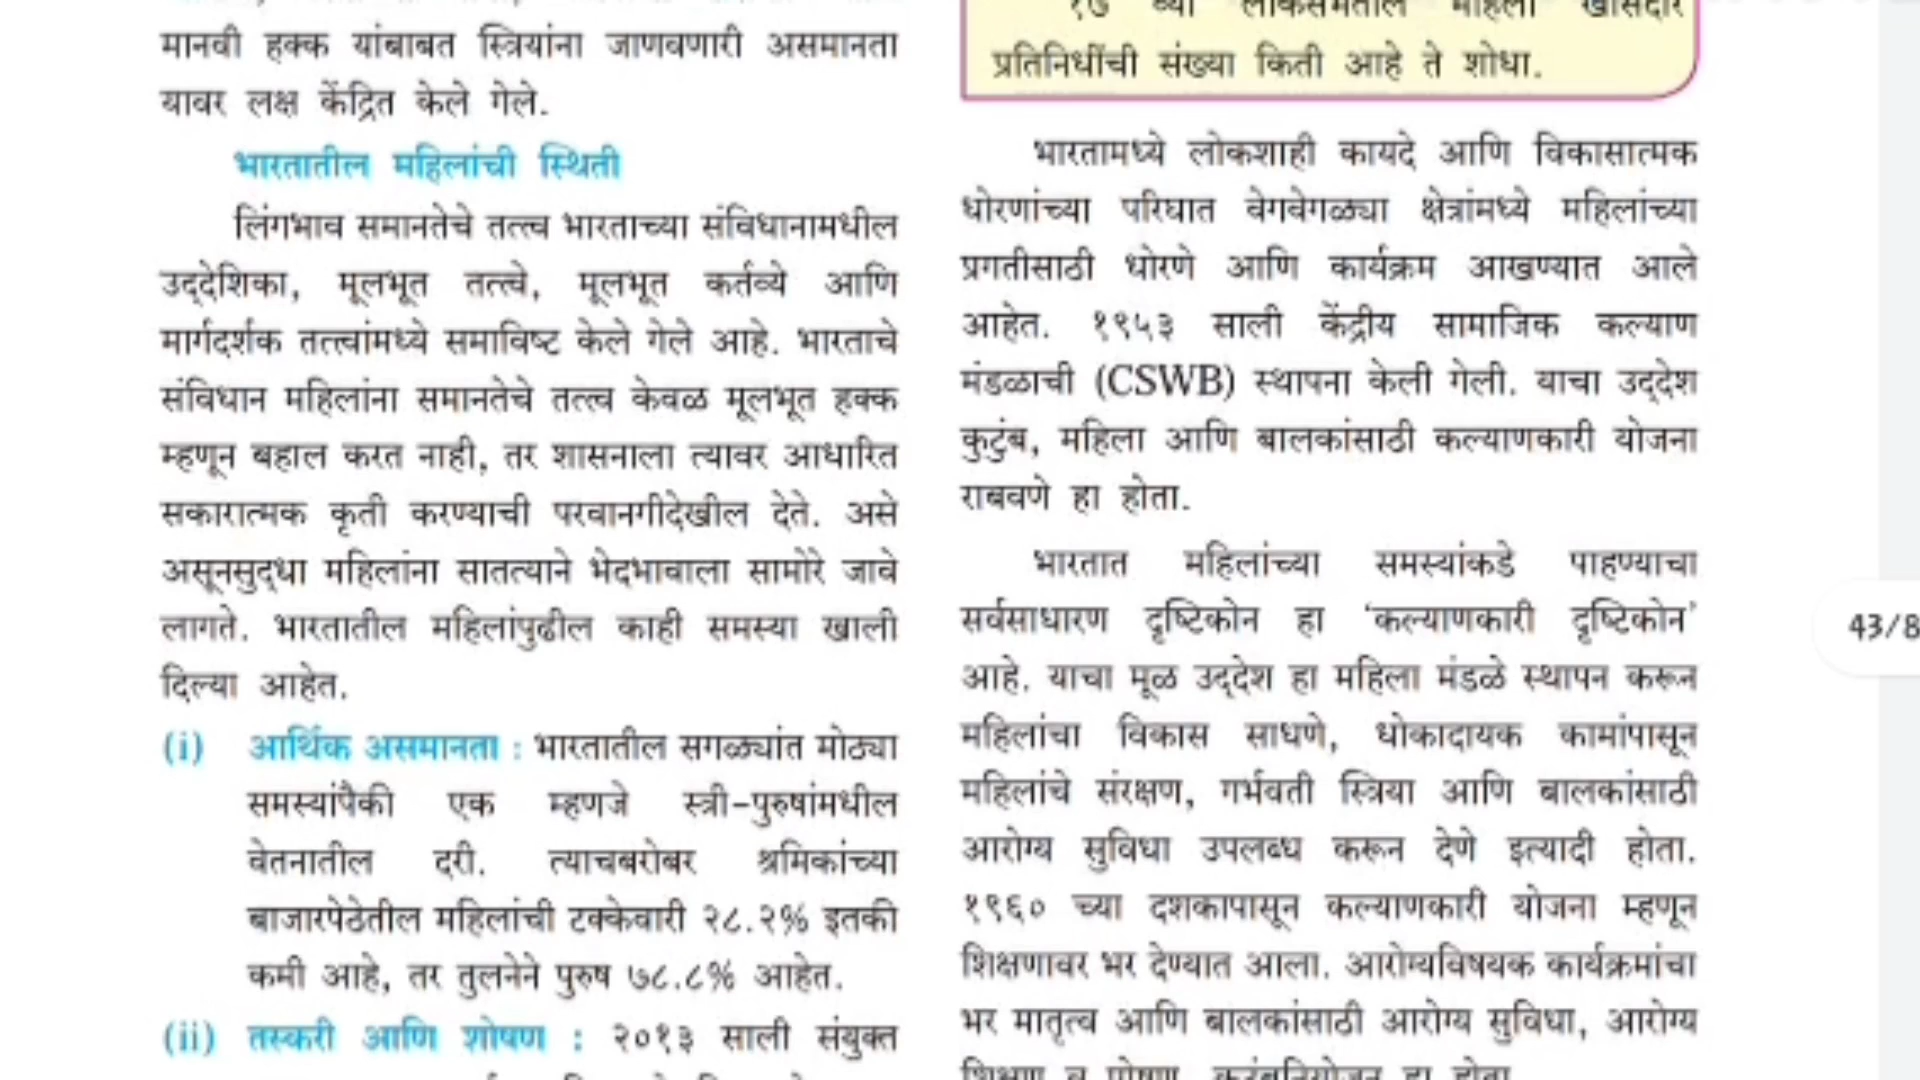 मानवी हक्क यांबाबत स्त्रियांना जाणवणारी असमानता
यावर लक्ष केंद्रित केले गेले.
भारतातील महिलांची स्थिती
लिंगभाव समानतेचे तत्त्व भारताच्या संविधानामधील
उद्देशिका, मूलभूत तत्त्वे, मूलभूत कर्तव्ये आणि
मार्गदर्शक तत्त्वांमध्ये समाविष्ट केले गेले आहे. भारताचे
संविधान महिलांना समानतेचे तत्त्व केवळ मूलभूत हक्क
म्हणून बहाल करत नाही, तर शासनाला त्यावर आधारित
सकारात्मक कृती करण्याची परवानगीदेखील देते. असे
असूनसुद्धा महिलांना सातत्याने भेदभावाला सामोरे जावे
लागते. भारतातील महिलांपुढील काही समस्या खाली
दिल्या आहेत.
(i) आर्थिक असमानता : भारतातील सगळ्यांत मोठ्या
समस्यांपैकी एक म्हणजे स्त्री-पुरुषांमधील
वेतनातील दरी. त्याचबरोबर श्रमिकांच्या
बाजारपेठेतील महिलांची टक्केवारी २८.२% इतकी
कमी आहे, तर तुलनेने पुरुष ७८.८% आहेत.
(ii) तस्करी आणि शोषण : २०१३ साली संयुक्त
१७ व्या लोकसभेतील महिला खासदार
प्रतिनिधींची संख्या किती आहे ते शोधा.
भारतामध्ये लोकशाही कायदे आणि विकासात्मक
धोरणांच्या परिघात वेगवेगळ्या क्षेत्रांमध्ये महिलांच्या
प्रगतीसाठी धोरणे आणि कार्यक्रम आखण्यात आले
आहेत. १९५३ साली केंद्रीय सामाजिक कल्याण
मंडळाची (CSWB) स्थापना केली गेली. याचा उद्देश
कुटुंब, महिला आणि बालकांसाठी कल्याणकारी योजना
राबवणे हा होता.
भारतात महिलांच्या समस्यांकडे पाहण्याचा
सर्वसाधारण दृष्टिकोन हा ‘कल्याणकारी दृष्टिकोन’
आहे. याचा मूळ उद्देश हा महिला मंडळे स्थापन करून
महिलांचा विकास साधणे, धोकादायक कामांपासून
महिलांचे संरक्षण, गर्भवती स्त्रिया आणि बालकांसाठी
आरोग्य सुविधा उपलब्ध करून देणे इत्यादी होता.
१९६० च्या दशकापासून कल्याणकारी योजना म्हणून
शिक्षणावर भर देण्यात आला. आरोग्यविषयक कार्यक्रमांचा
भर मातृत्व आणि बालकांसाठी आरोग्य सुविधा, आरोग्य
शिक्षण व पोषण, कुटुंबनियोजन हा होता.
43/8